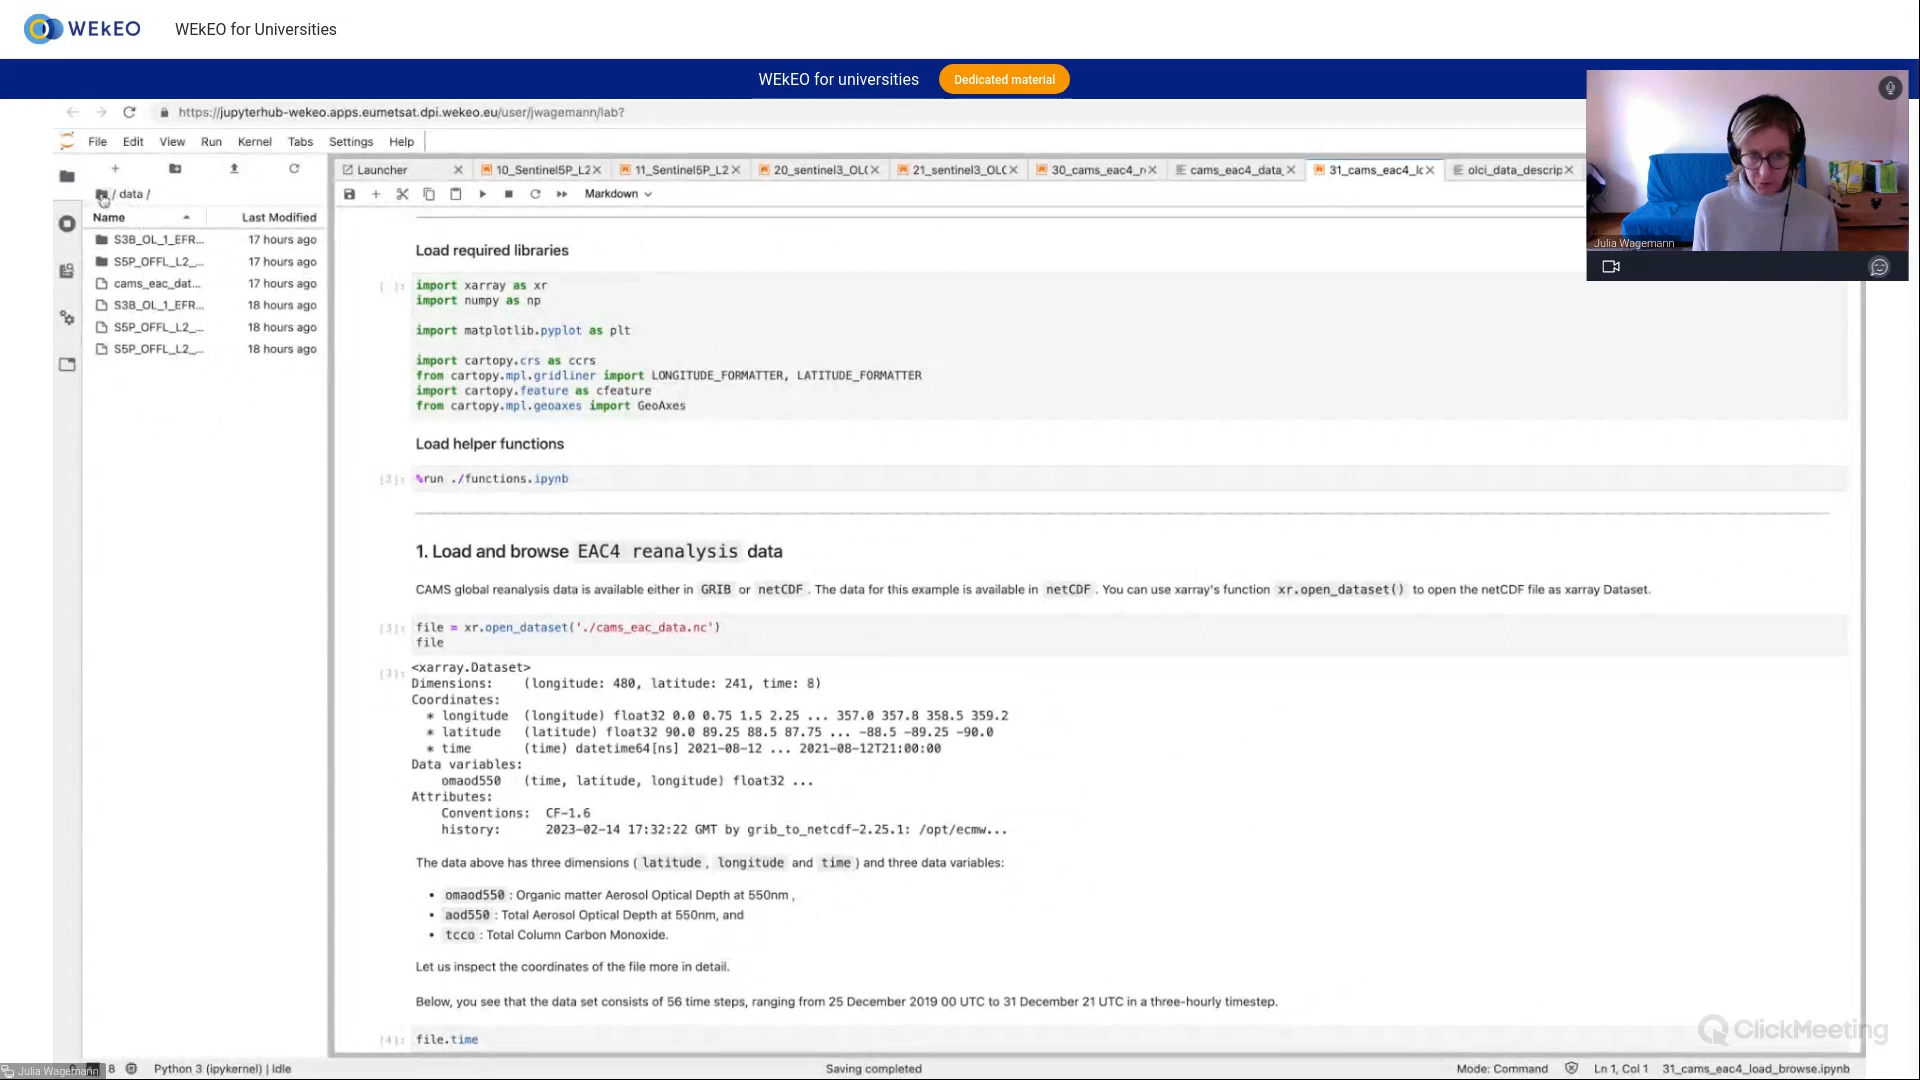 WEkEO
WEkEO for Universities
WEkEO for universities
Dedicated material
https://jupyterhub-wekeo.apps.eumetsat.dpi.wekeo.eu/user/jwagemann/lab?
File Edit View Run Kernel Tabs Settings Help
Launcher
10_Sentinel5P_L2
11_Sentinel5P_L2
20_sentinel3_OLC
21_sentinel3_OLC
30_cams_eac4_r
cams_eac4_data_
31_cams_eac4_lc
olci_data_descrip
/ data /
Markdown
Name Last Modified
S3B_OL_1_EFR... 17 hours ago
S5P_OFFL_L2_... 17 hours ago
cams_eac_dat... 17 hours ago
S3B_OL_1_EFR... 18 hours ago
S5P_OFFL_L2_... 18 hours ago
S5P_OFFL_L2_... 18 hours ago
Julia Wagemann
Load required libraries
[ ]: import xarray as xr
import numpy as np
import matplotlib.pyplot as plt
import cartopy.crs as ccrs
from cartopy.mpl.gridliner import LONGITUDE_FORMATTER, LATITUDE_FORMATTER
import cartopy.feature as cfeature
from cartopy.mpl.geoaxes import GeoAxes
Load helper functions
[2]: %run ./functions.ipynb
1. Load and browse EAC4 reanalysis data
CAMS global reanalysis data is available either in GRIB or netCDF . The data for this example is available in netCDF . You can use xarray's function xr.open_dataset() to open the netCDF file as xarray Dataset.
[3]: file = xr.open_dataset('./cams_eac_data.nc')
file
[3]: <xarray.Dataset>
Dimensions: (longitude: 480, latitude: 241, time: 8)
Coordinates:
* longitude (longitude) float32 0.0 0.75 1.5 2.25 ... 357.0 357.8 358.5 359.2
* latitude (latitude) float32 90.0 89.25 88.5 87.75 ... -88.5 -89.25 -90.0
* time (time) datetime64[ns] 2021-08-12 ... 2021-08-12T21:00:00
Data variables:
omaod550 (time, latitude, longitude) float32 ...
Attributes:
Conventions: CF-1.6
history: 2023-02-14 17:32:22 GMT by grib_to_netcdf-2.25.1: /opt/ecmw...
The data above has three dimensions ( latitude , longitude and time ) and three data variables:
• omaod550 : Organic matter Aerosol Optical Depth at 550nm ,
• aod550 : Total Aerosol Optical Depth at 550nm, and
• tcco : Total Column Carbon Monoxide.
Let us inspect the coordinates of the file more in detail.
Below, you see that the data set consists of 56 time steps, ranging from 25 December 2019 00 UTC to 31 December 21 UTC in a three-hourly timestep.
[4]: file.time
ClickMeeting
Julia Wagemann
8 Python 3 (ipykernel) | Idle
Saving completed
Mode: Command
Ln 1, Col 1
31_cams_eac4_load_browse.ipynb